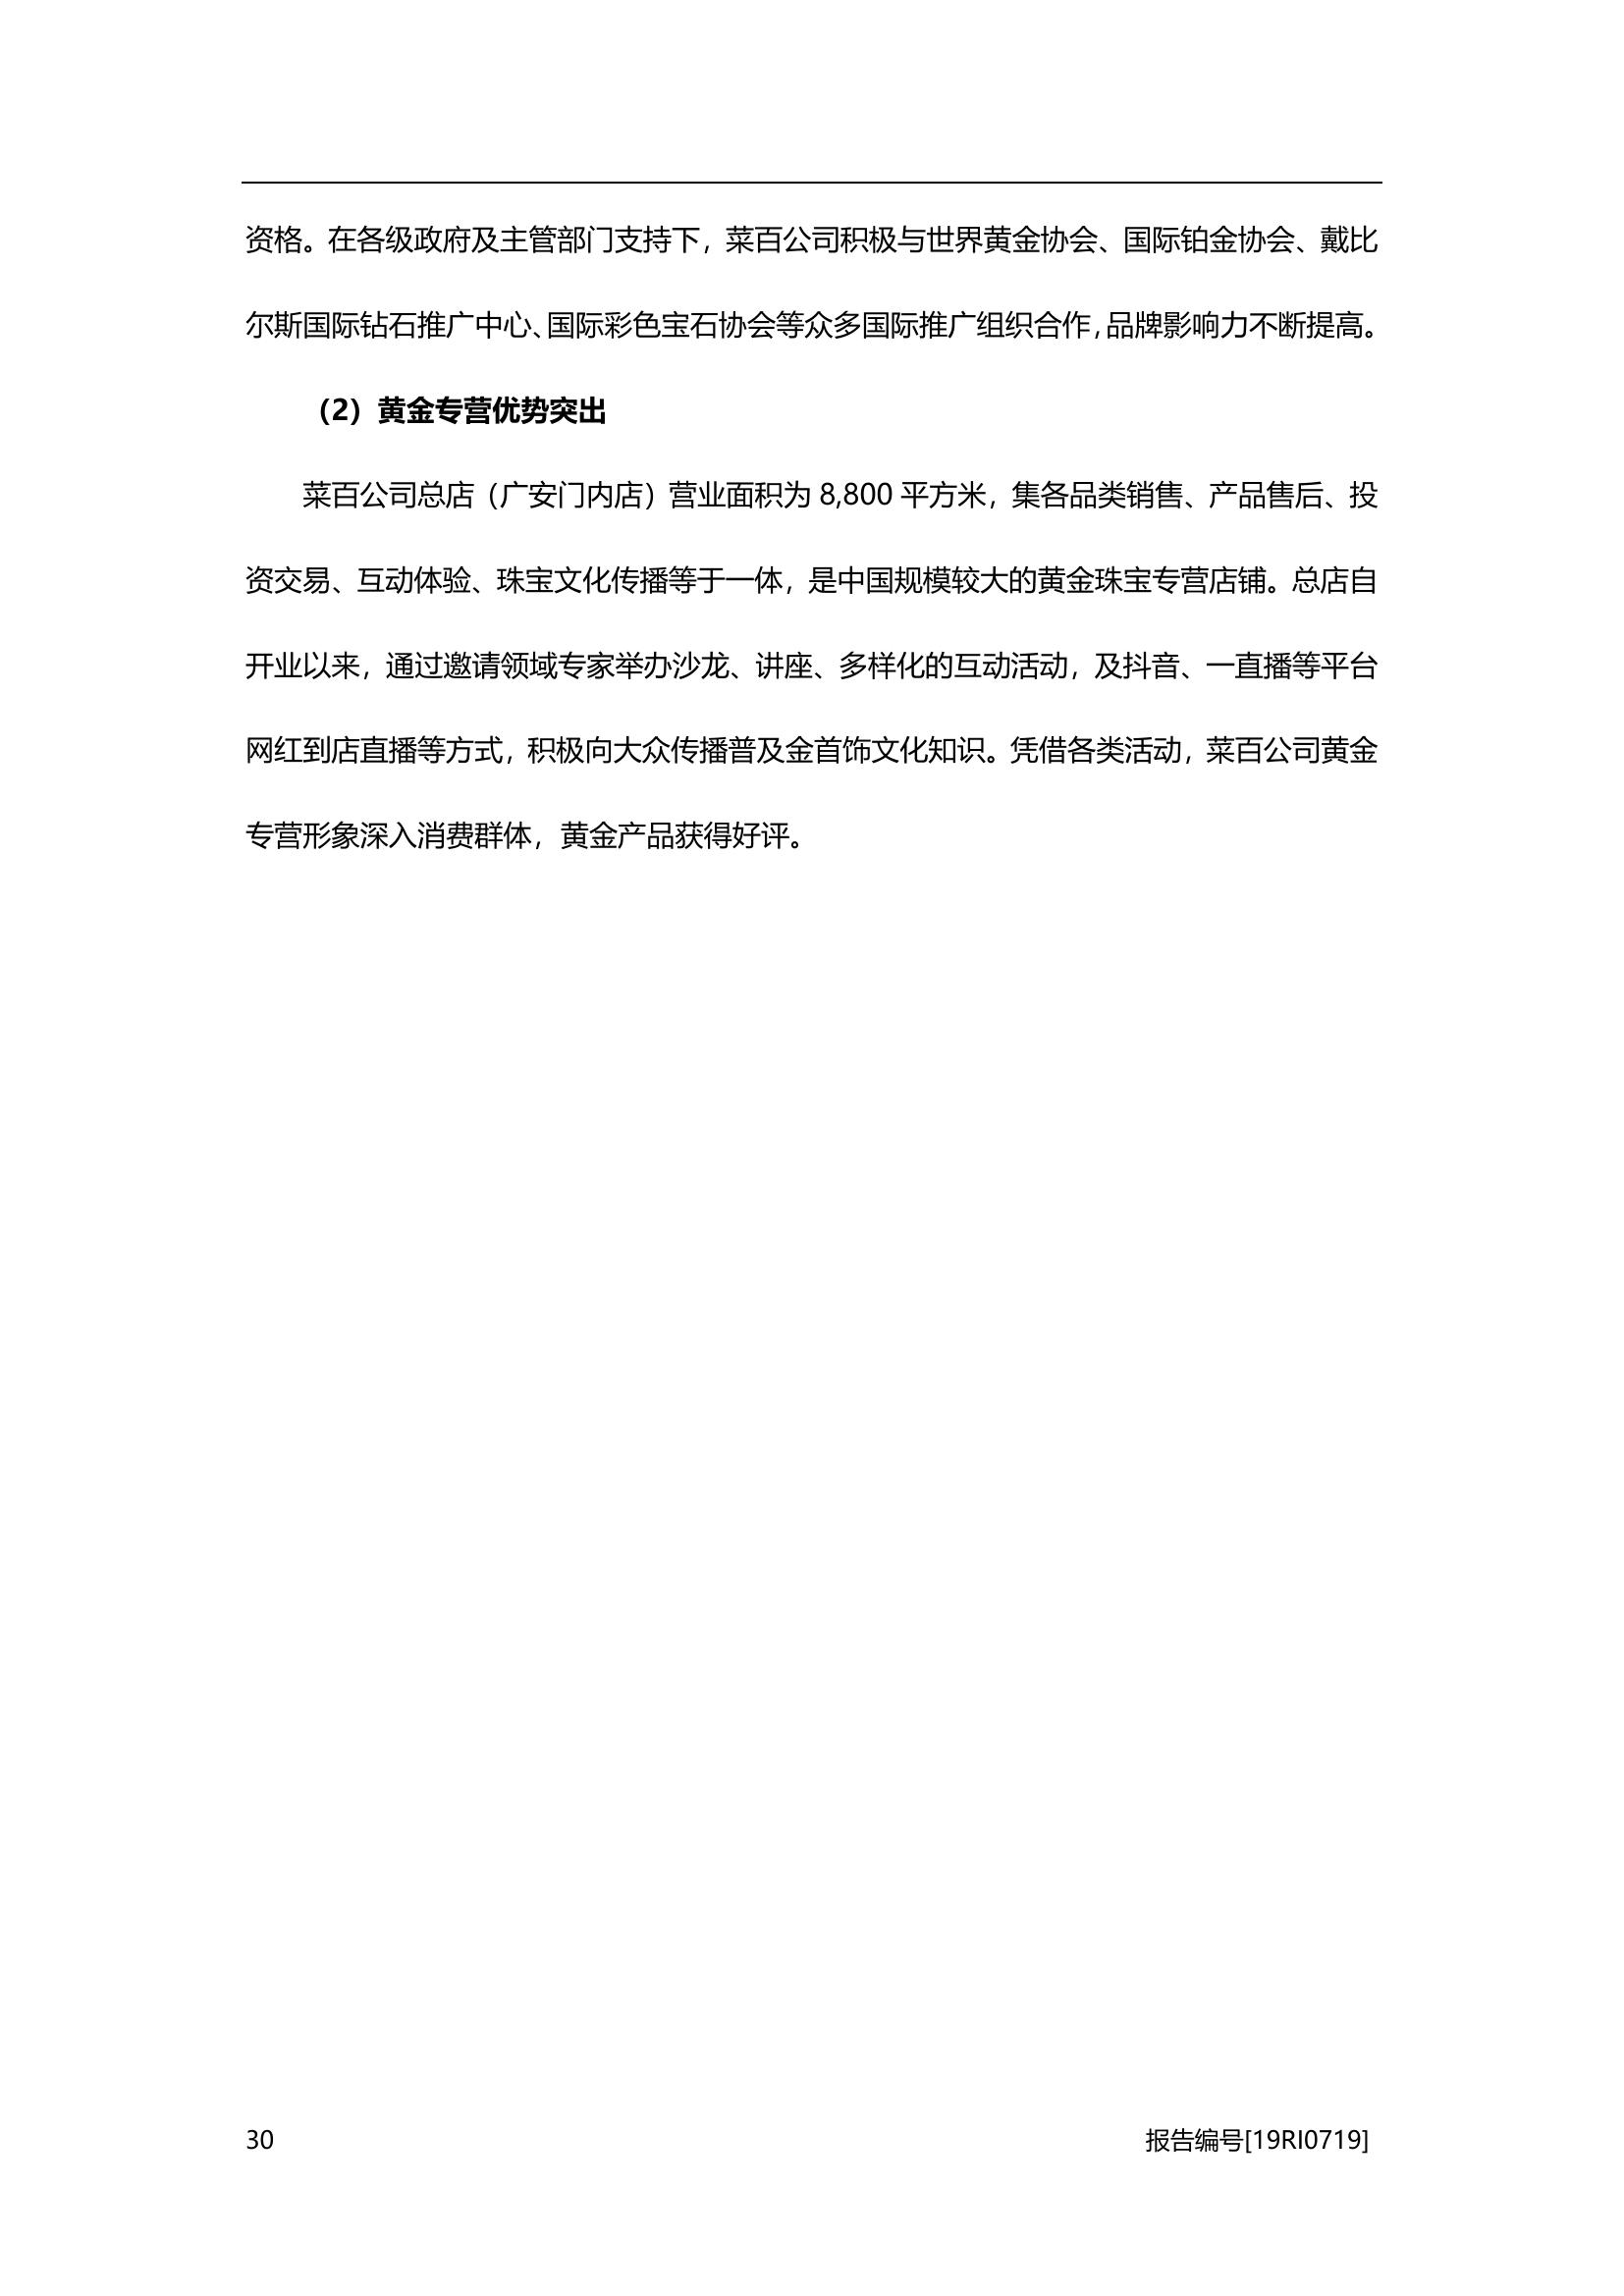 资格。在各级政府及主管部门支持下，菜百公司积极与世界黄金协会、国际铂金协会、戴比
尔斯国际钻石推广中心、国际彩色宝石协会等众多国际推广组织合作，品牌影响力不断提高。
（2）黄金专营优势突出
菜百公司总店（广安门内店）营业面积为 8,800 平方米，集各品类销售、产品售后、投
资交易、互动体验、珠宝文化传播等于一体，是中国规模较大的黄金珠宝专营店铺。总店自
开业以来，通过邀请领域专家举办沙龙、讲座、多样化的互动活动，及抖音、一直播等平台
网红到店直播等方式，积极向大众传播普及金首饰文化知识。凭借各类活动，菜百公司黄金
专营形象深入消费群体，黄金产品获得好评。
30 报告编号[19RI0719]